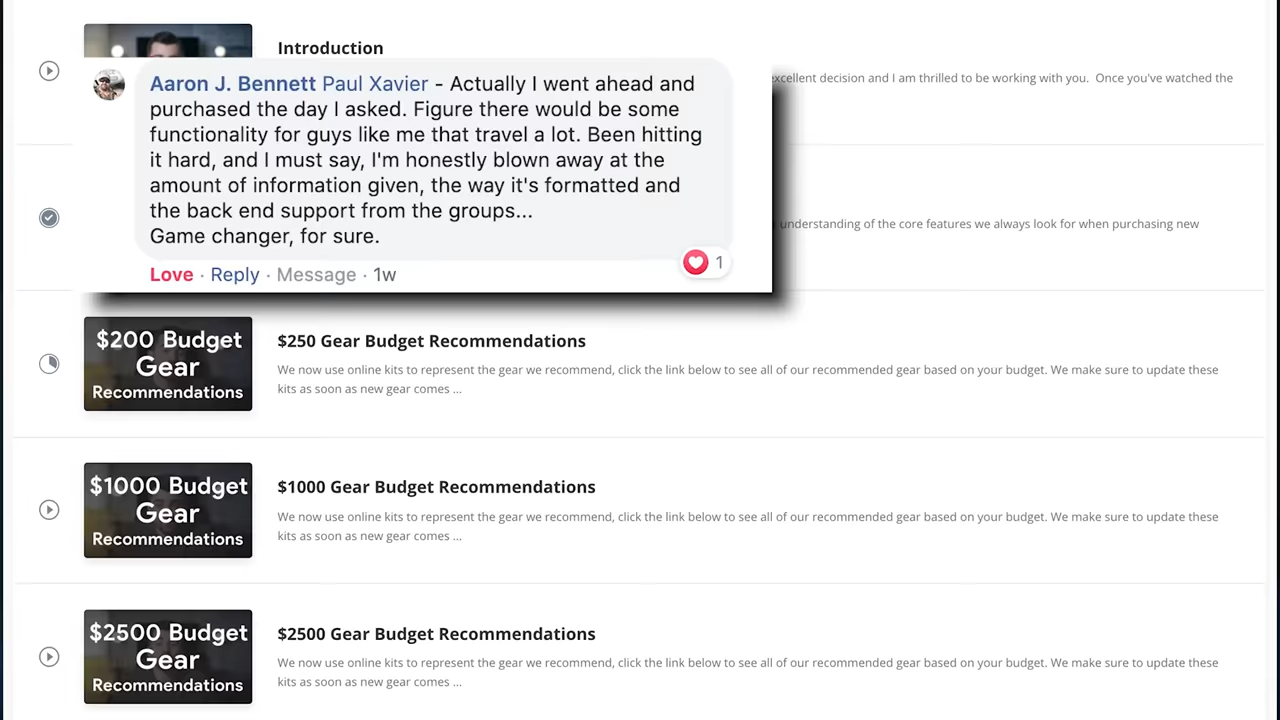 Introduction
excellent decision and I am thrilled to be working with you. Once you've watched the
Aaron J. Bennett Paul Xavier - Actually I went ahead and
purchased the day I asked. Figure there would be some
functionality for guys like me that travel a lot. Been hitting
it hard, and I must say, I'm honestly blown away at the
amount of information given, the way it's formatted and
the back end support from the groups...
Game changer, for sure.
Love · Reply · Message · 1w
1
understanding of the core features we always look for when purchasing new
$200 Budget
Gear
Recommendations
$250 Gear Budget Recommendations
We now use online kits to represent the gear we recommend, click the link below to see all of our recommended gear based on your budget. We make sure to update these
kits as soon as new gear comes ...
$1000 Budget
Gear
Recommendations
$1000 Gear Budget Recommendations
We now use online kits to represent the gear we recommend, click the link below to see all of our recommended gear based on your budget. We make sure to update these
kits as soon as new gear comes ...
$2500 Budget
Gear
Recommendations
$2500 Gear Budget Recommendations
We now use online kits to represent the gear we recommend, click the link below to see all of our recommended gear based on your budget. We make sure to update these
kits as soon as new gear comes ...